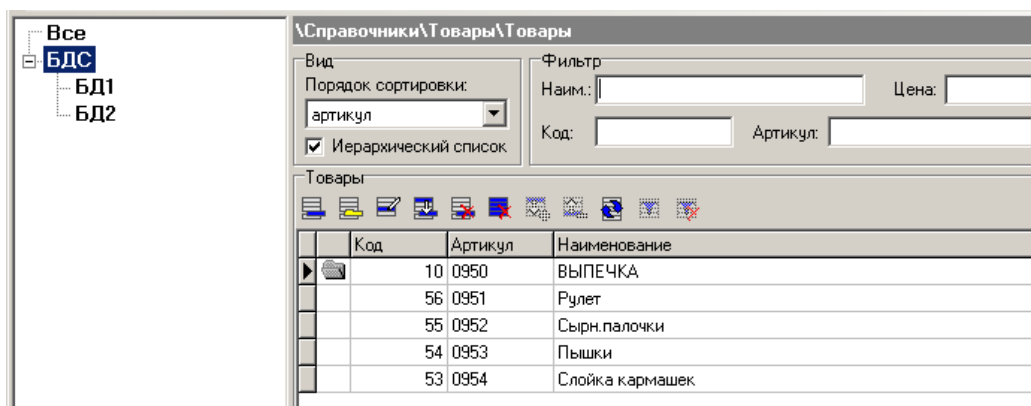 Все
БДС
БД1
БД2
\Справочники\Товары\Товары
Вид
Порядок сортировки:
артикул
Иерархический список
Фильтр
Наим.:
Цена:
Код:
Артикул:
Товары
Код Артикул Наименование
10 0950 ВЫПЕЧКА
56 0951 Рулет
55 0952 Сырн.палочки
54 0953 Пышки
53 0954 Слойка кармашек